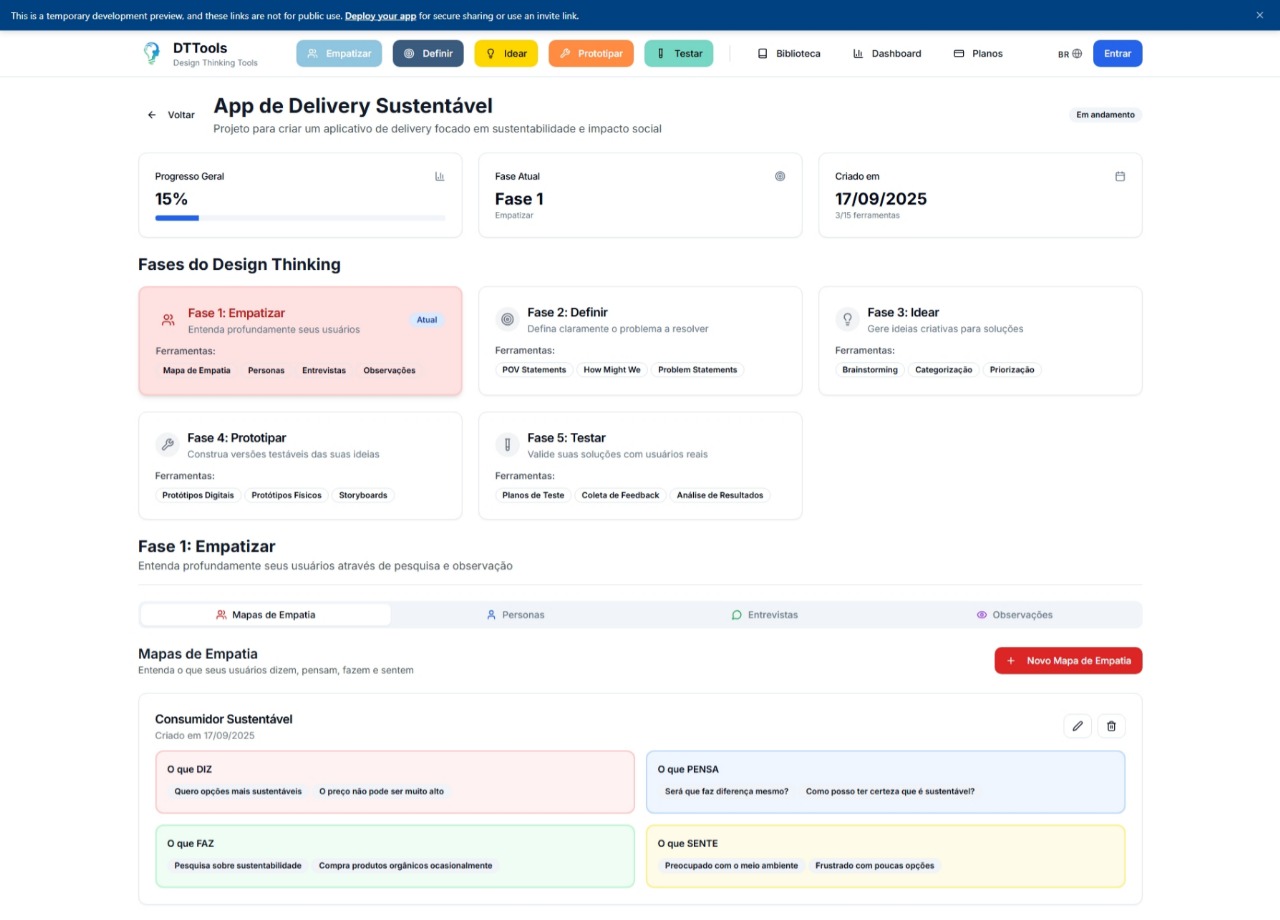 This is a temporary development preview, and these links are not for public use. Deploy your app for secure sharing or use an invite link.
DTTools
Design Thinking Tools
Empatizar
Definir
Idear
Prototipar
Testar
Biblioteca
Dashboard
Planos
BR
Entrar
Voltar
App de Delivery Sustentável
Projeto para criar um aplicativo de delivery focado em sustentabilidade e impacto social
Em andamento
Progresso Geral
15%
Fase Atual
Fase 1
Empatizar
Criado em
17/09/2025
3/15 ferramentas
Fases do Design Thinking
Fase 1: Empatizar
Entenda profundamente seus usuários
Atual
Ferramentas:
Mapa de Empatia Personas Entrevistas Observações
Fase 2: Definir
Defina claramente o problema a resolver
Ferramentas:
POV Statements How Might We Problem Statements
Fase 3: Idear
Gere ideias criativas para soluções
Ferramentas:
Brainstorming Categorização Priorização
Fase 4: Prototipar
Construa versões testáveis das suas ideias
Ferramentas:
Protótipos Digitais Protótipos Físicos Storyboards
Fase 5: Testar
Valide suas soluções com usuários reais
Ferramentas:
Planos de Teste Coleta de Feedback Análise de Resultados
Fase 1: Empatizar
Entenda profundamente seus usuários através de pesquisa e observação
Mapas de Empatia
Personas
Entrevistas
Observações
Mapas de Empatia
Entenda o que seus usuários dizem, pensam, fazem e sentem
+ Novo Mapa de Empatia
Consumidor Sustentável
Criado em 17/09/2025
O que DIZ
Quero opções mais sustentáveis O preço não pode ser muito alto
O que PENSA
Será que faz diferença mesmo? Como posso ter certeza que é sustentável?
O que FAZ
Pesquisa sobre sustentabilidade Compra produtos orgânicos ocasionalmente
O que SENTE
Preocupado com o meio ambiente Frustrado com poucas opções